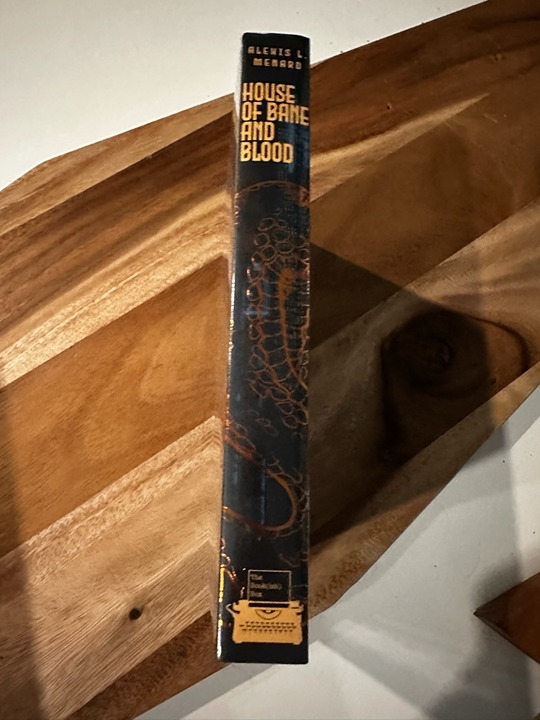 ALEXIS L.
MENARD
HOUSE
OF BANE
AND
BLOOD
The
Book(ish)
Box